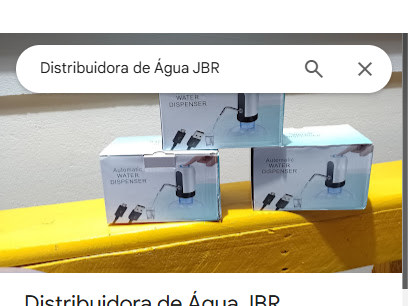 Distribuidora de Água JBR
WATER
DISPENSER
Automatic
WATER
DISPENSER
Automatic
WATER
DISPENSER
Distribuidora de Água JBR